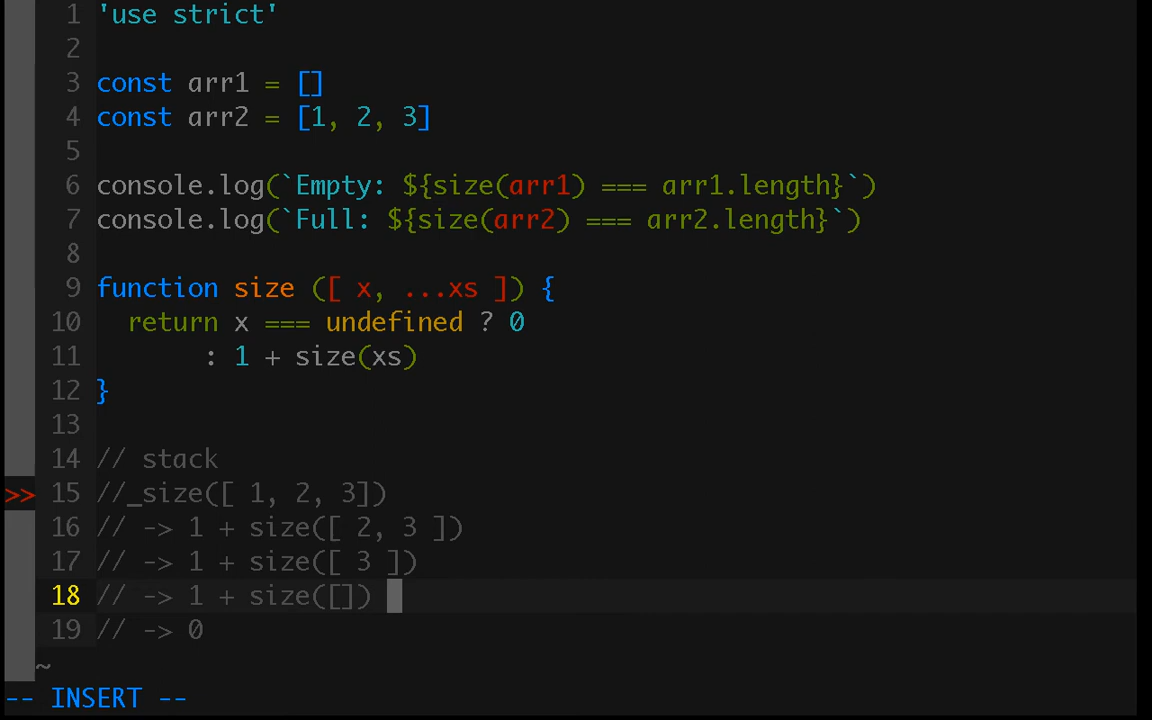 1 'use strict'
2
3 const arr1 = []
4 const arr2 = [1, 2, 3]
5
6 console.log(`Empty: ${size(arr1) === arr1.length}`)
7 console.log(`Full: ${size(arr2) === arr2.length}`)
8
9 function size ([ x, ...xs ]) {
10   return x === undefined ? 0
11        : 1 + size(xs)
12 }
13
14 // stack
>> 15 //_size([ 1, 2, 3])
16 // -> 1 + size([ 2, 3 ])
17 // -> 1 + size([ 3 ])
18 // -> 1 + size([])
19 // -> 0
~
-- INSERT --